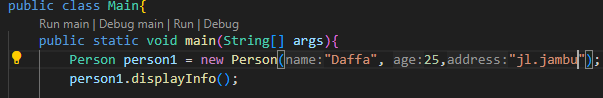 public class Main{
Run main | Debug main | Run | Debug
public static void main(String[] args){
Person person1 = new Person(name:"Daffa", age:25,address:"jl.jambu");
person1.displayInfo();